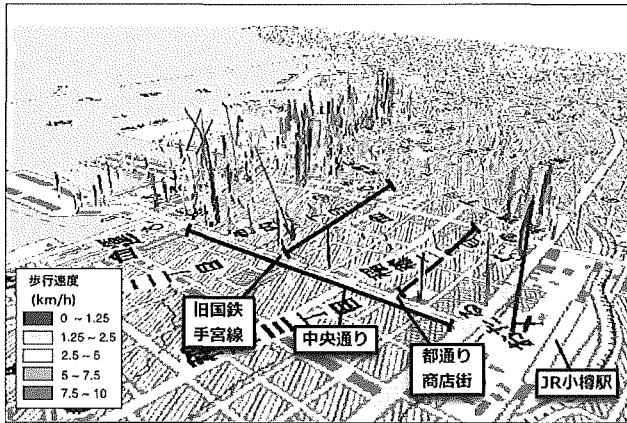 歩行速度
(km/h)
0 ~ 1.25
1.25 ~ 2.5
2.5 ~ 5
5 ~ 7.5
7.5 ~ 10
旧国鉄
手宮線
中央通り
都通り
商店街
JR小樽駅